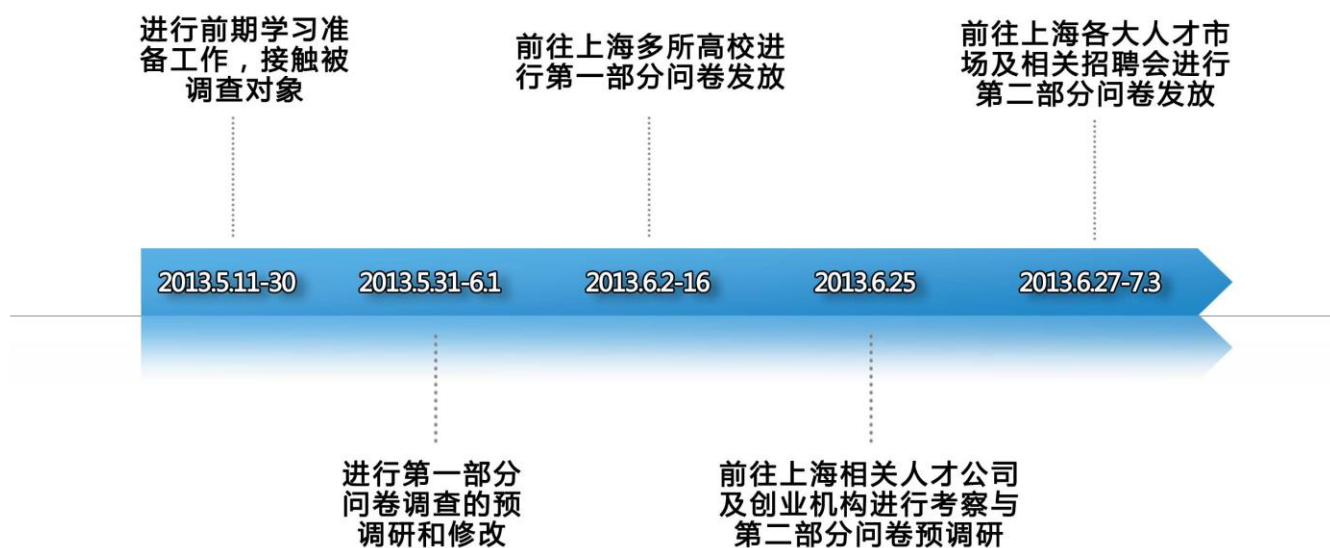 进行前期学习准
备工作，接触被
调查对象
前往上海多所高校进
行第一部分问卷发放
前往上海各大人才市
场及相关招聘会进行
第二部分问卷发放
2013.5.11-30
2013.5.31-6.1
2013.6.2-16
2013.6.25
2013.6.27-7.3
进行第一部分
问卷调查的预
调研和修改
前往上海相关人才公司
及创业机构进行考察与
第二部分问卷预调研